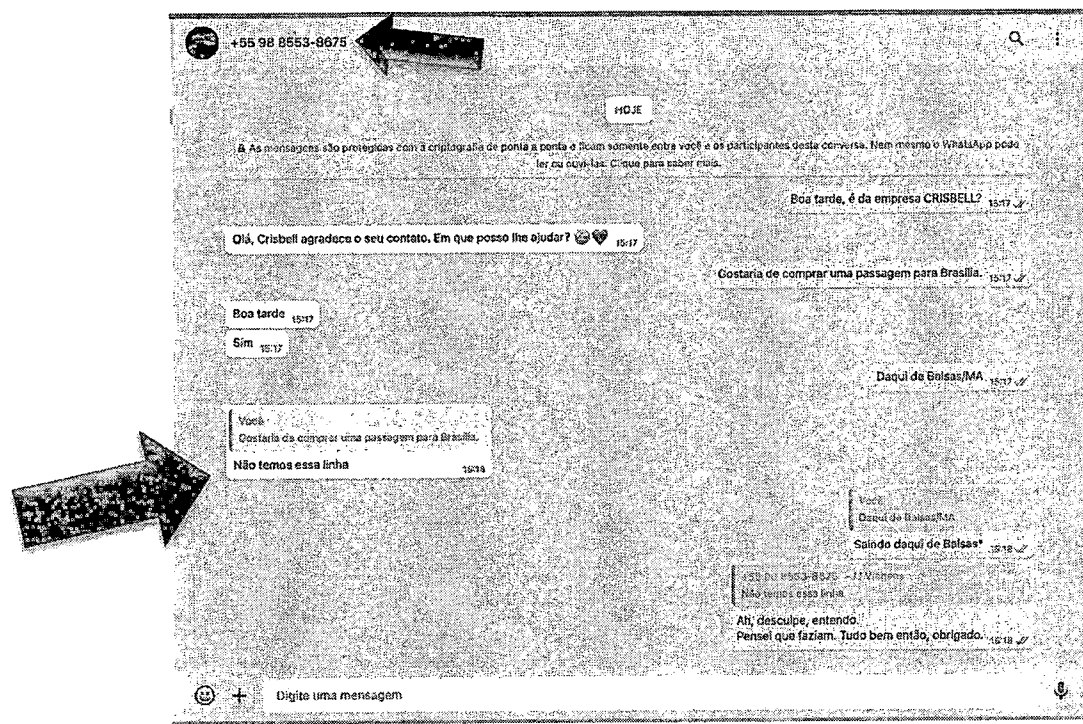 +55 98 8553-8675
HOJE
As mensagens são protegidas com a criptografia de ponta a ponta e ficam somente entre você e os participantes desta conversa. Nem mesmo o WhatsApp pode
ler ou ouvi-las. Clique para saber mais.
Boa tarde, é da empresa CRISBELL? 15:17
Olá, Crisbell agradece o seu contato. Em que posso lhe ajudar? 15:17
Gostaria de comprar uma passagem para Brasília. 15:17
Boa tarde 15:17
Sim 15:17
Daqui de Balsas/MA 15:17
Você
Gostaria de comprar uma passagem para Brasília.
Não temos essa linha 15:18
Você
Daqui de Balsas/MA
Saindo daqui de Balsas* 15:18
+55 98 8553-8675 Viagens
Não temos essa linha
Ah, desculpe, entendo.
Pensei que faziam. Tudo bem então, obrigado. 15:18
Digite uma mensagem